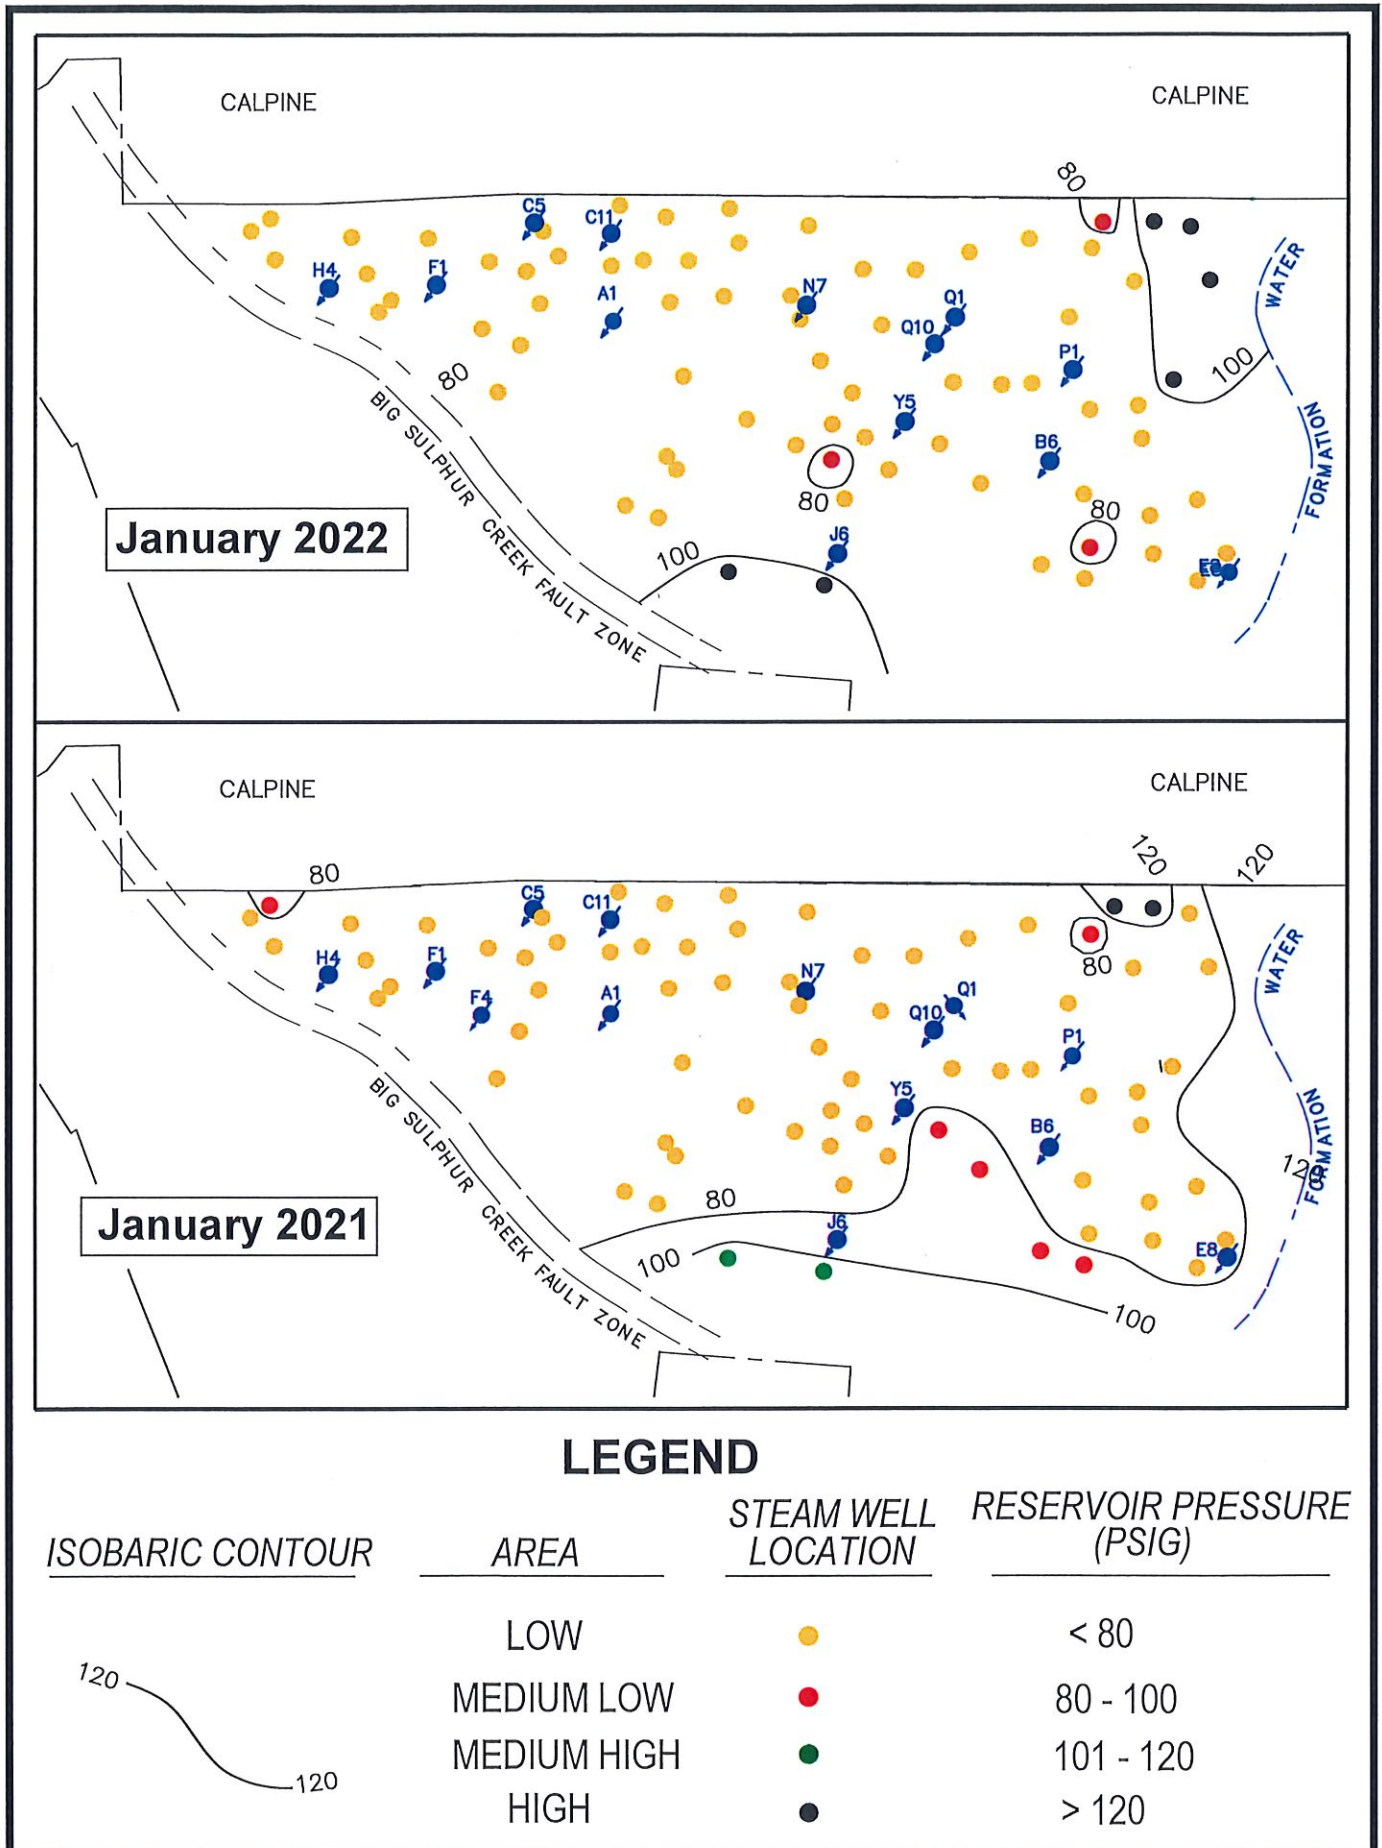 CALPINE
CALPINE
80
C5
C11
H4
F1
A1
N7
Q1
Q10
P1
80
Y5
B6
80
80
100
100
J6
WATER
FORMATION
BIG SULPHUR CREEK FAULT ZONE
January 2022
CALPINE
CALPINE
80
120
120
C5
C11
H4
F1
F4
A1
N7
Q1
Q10
P1
80
Y5
B6
80
J6
E8
100
100
120
WATER
FORMATION
BIG SULPHUR CREEK FAULT ZONE
January 2021
LEGEND
ISOBARIC CONTOUR
AREA
STEAM WELL
LOCATION
RESERVOIR PRESSURE
(PSIG)
120
120
LOW
< 80
MEDIUM LOW
80 - 100
MEDIUM HIGH
101 - 120
HIGH
> 120